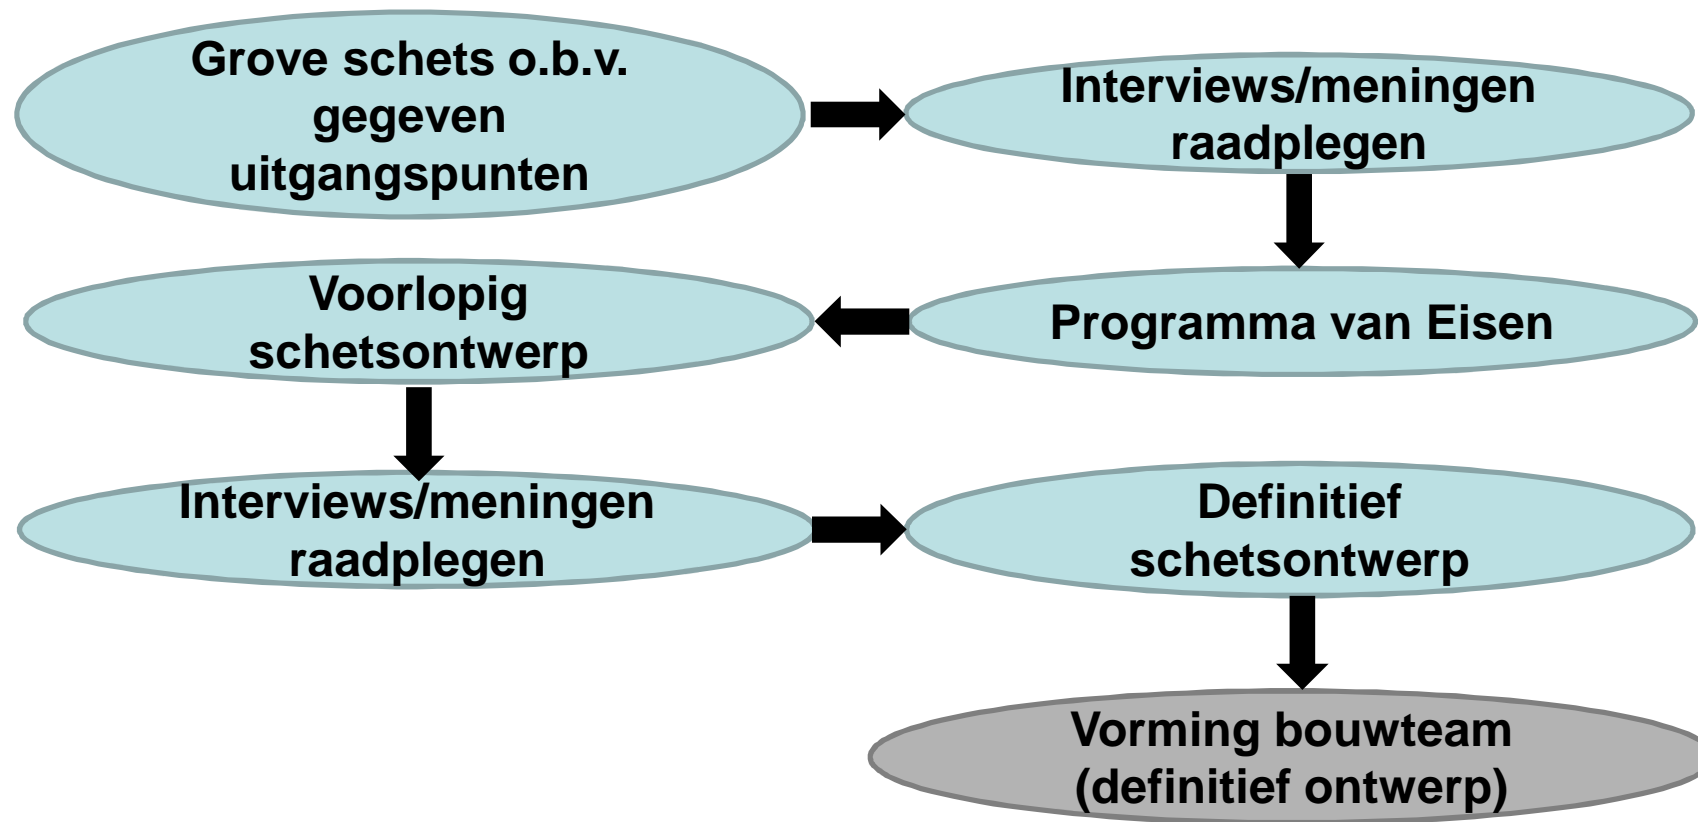 Grove schets o.b.v.
gegeven
uitgangspunten
Interviews/meningen
raadplegen
Programma van Eisen
Voorlopig
schetsontwerp
Interviews/meningen
raadplegen
Definitief
schetsontwerp
Vorming bouwteam
(definitief ontwerp)